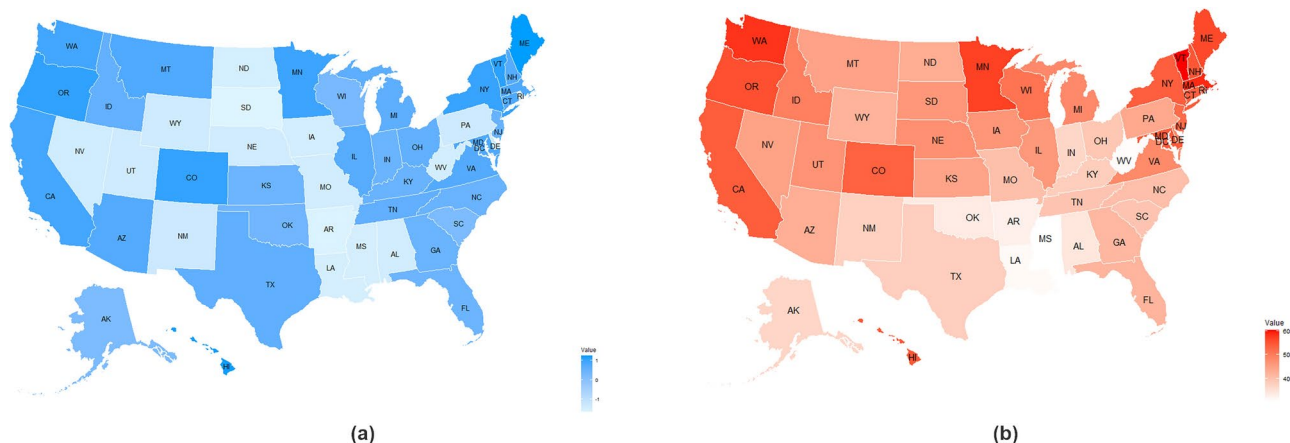 WA
MT
ND
MN
ME
VT
NH
OR
ID
SD
WI
NY
MA
CT
RI
WY
MI
IA
PA
NJ
NE
OH
MD
DE
DC
NV
UT
IL
IN
WV
VA
CO
CA
KS
MO
KY
NC
TN
OK
AR
SC
AZ
NM
MS
AL
GA
LA
TX
FL
AK
HI
Value
1
0
-1
(a)
WA
MT
ND
MN
ME
VT
NH
OR
ID
SD
WI
NY
MA
CT
RI
WY
MI
IA
PA
NJ
NE
OH
MD
DE
DC
NV
UT
IL
IN
WV
VA
CO
CA
KS
MO
KY
NC
TN
OK
AR
SC
AZ
NM
MS
AL
GA
LA
TX
FL
AK
HI
Value
60
50
40
(b)